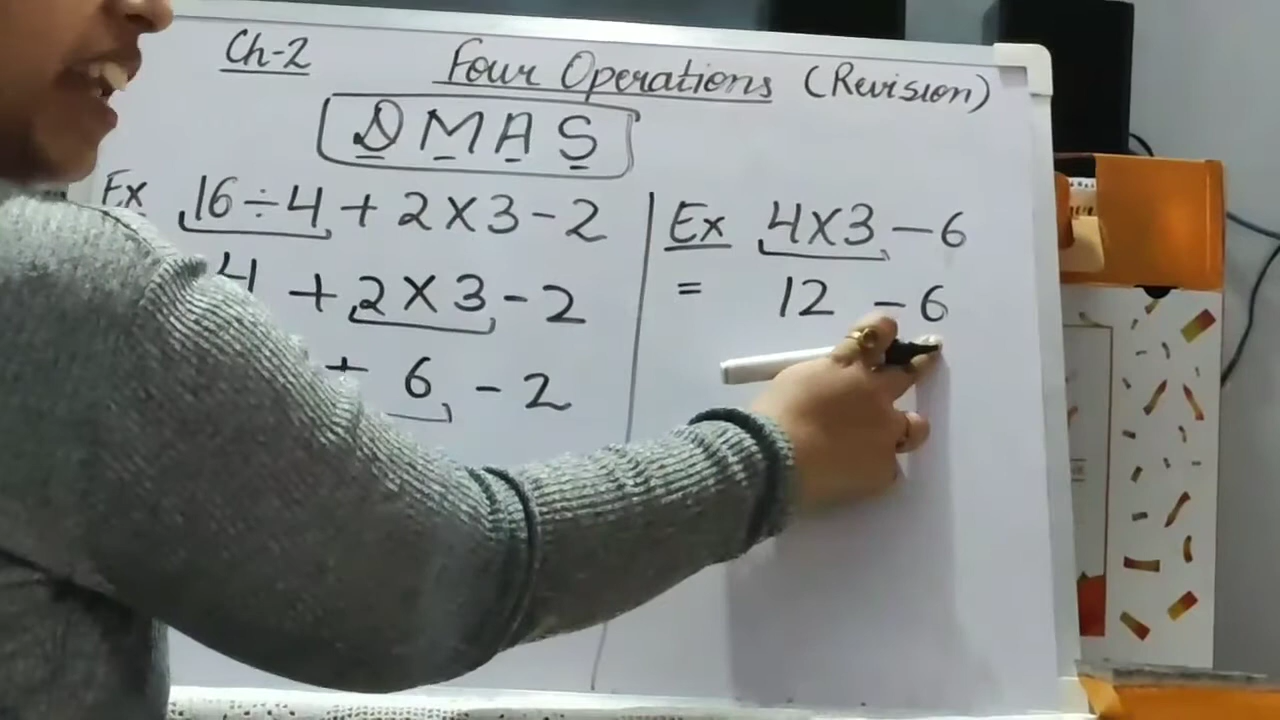 Ch-2 Four Operations (Revision)
DMAS
Ex 16÷4+2×3-2
4 +2×3-2
+ 6 -2
Ex 4×3-6
= 12 -6